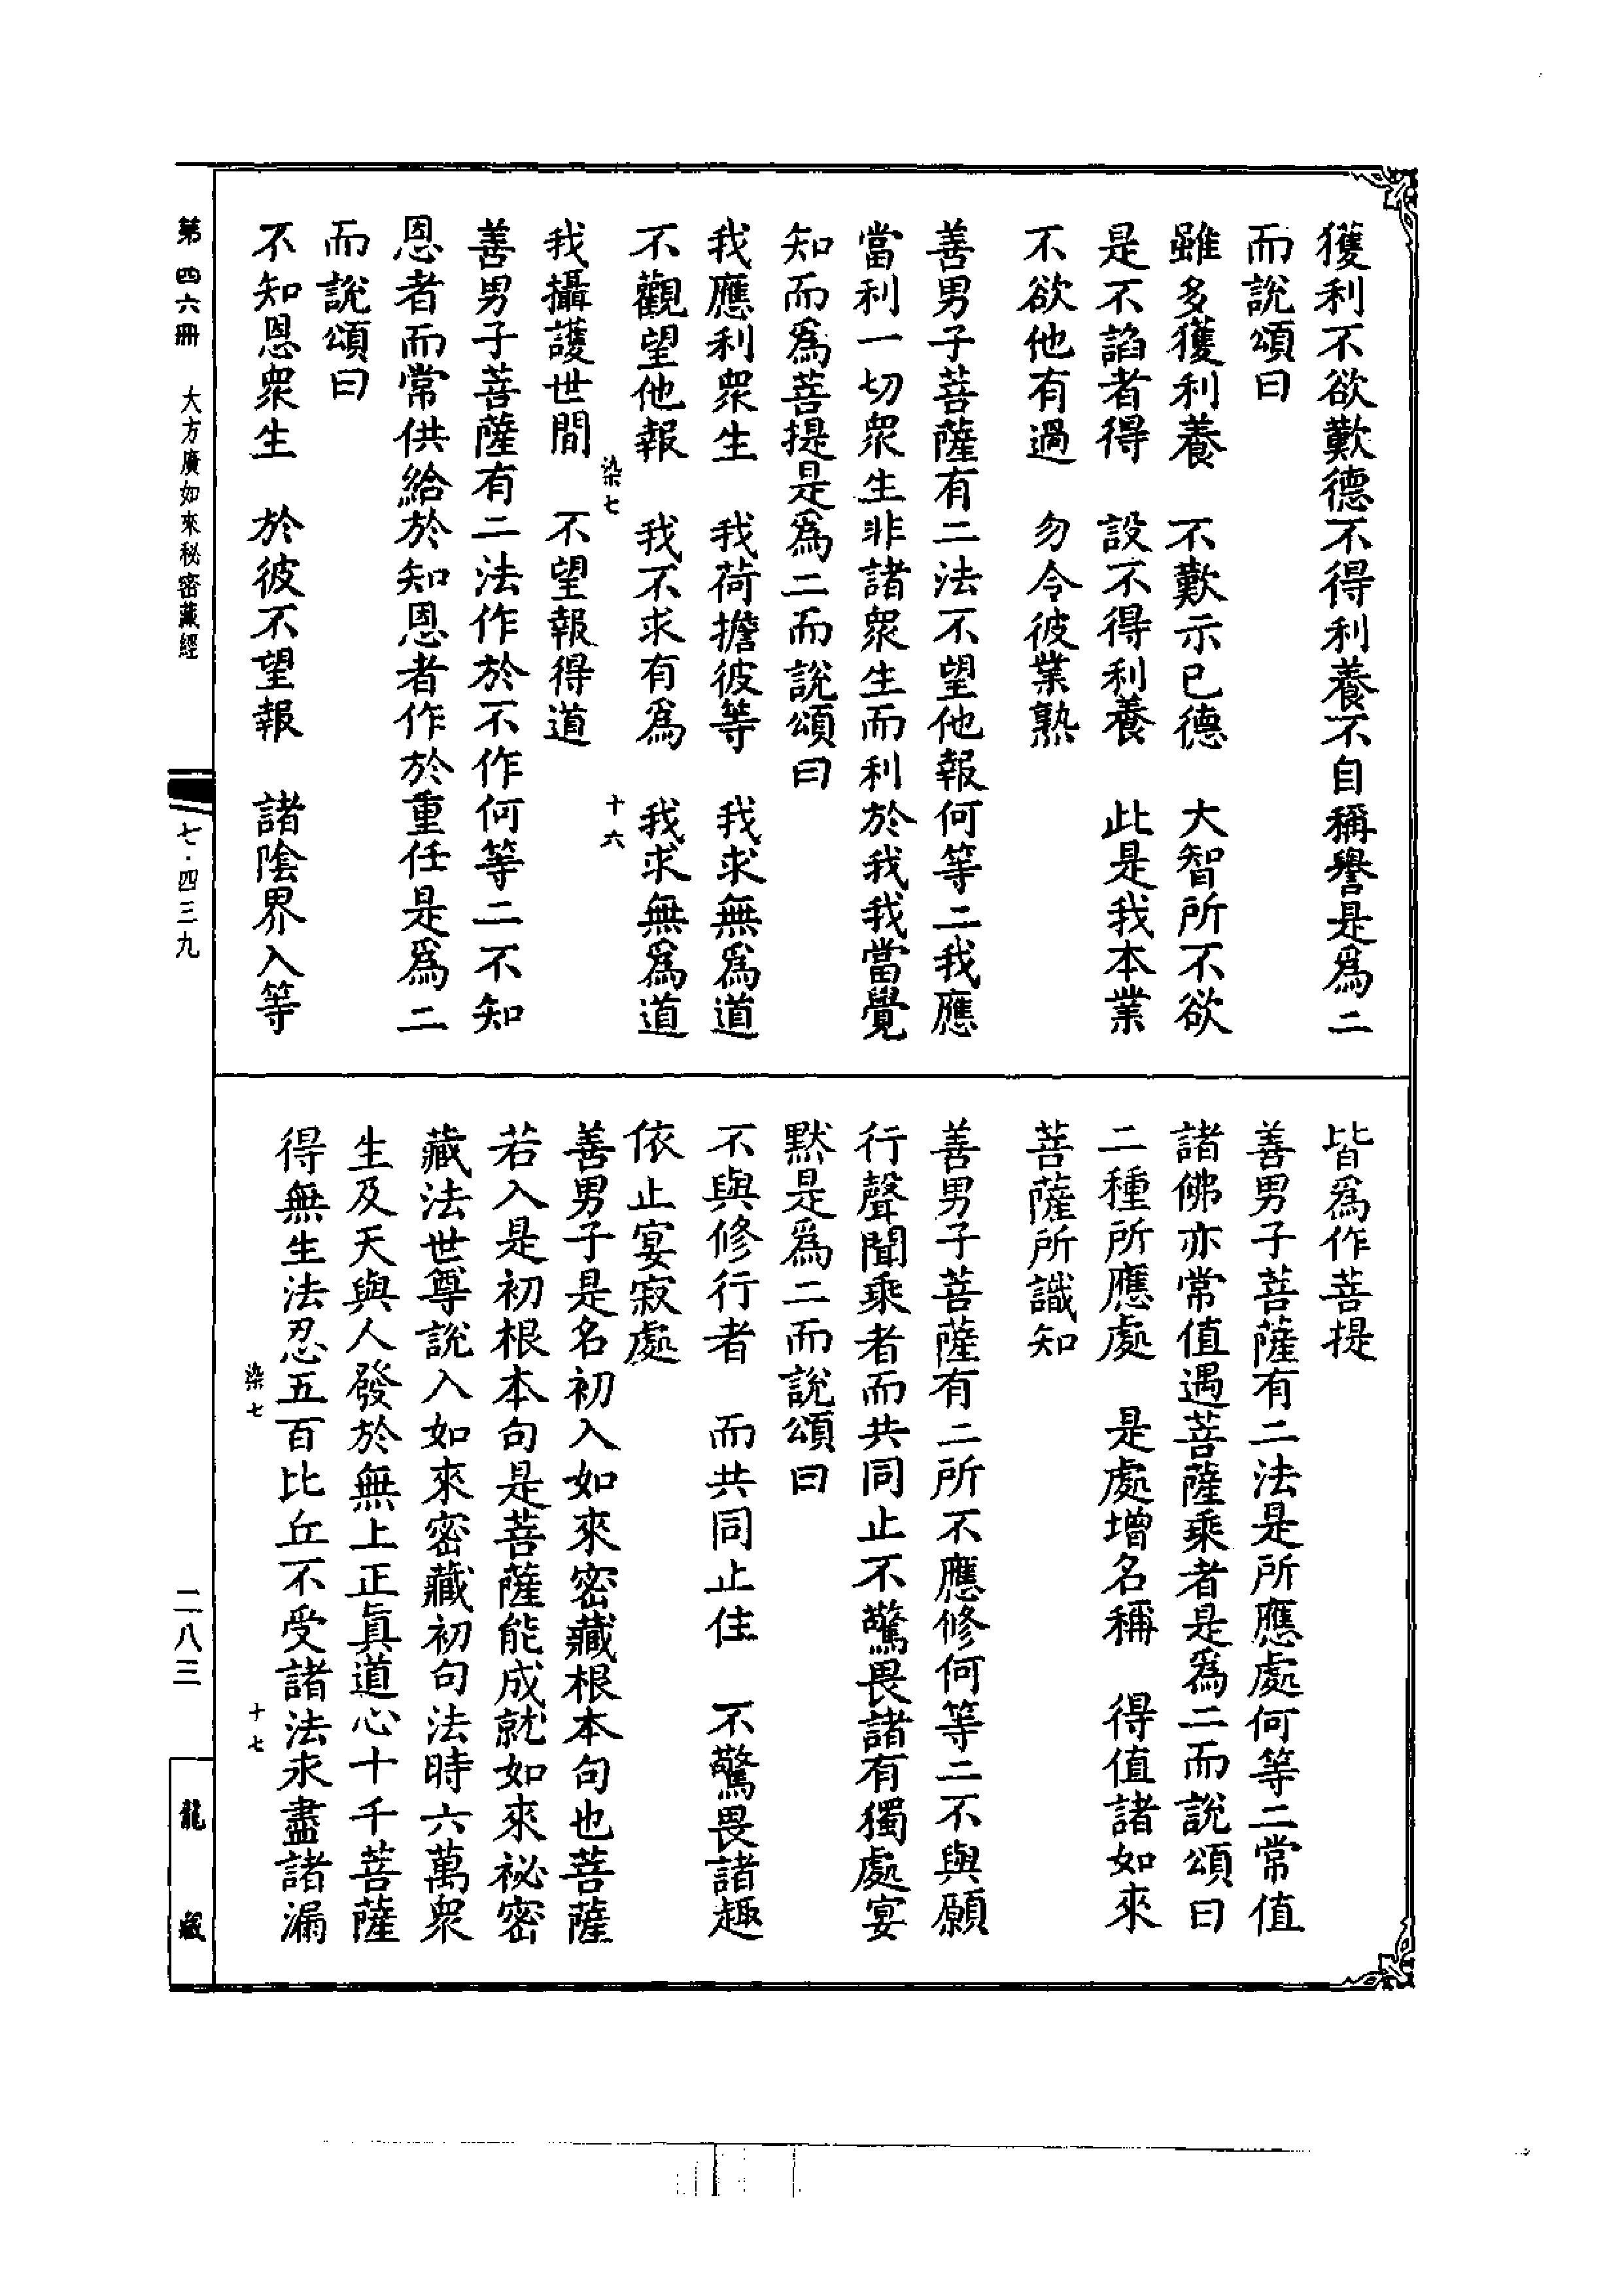 獲利不欲歎德不得利養不自稱譽是爲二
而說頌曰
雖多獲利養　不歎示已德　大智所不欲
是不諂者得　設不得利養　此是我本業
不欲他有過　勿令彼業熟
善男子菩薩有二法不望他報何等二我應
當利一切衆生非諸衆生而利於我我當覺
知而爲菩提是爲二而說頌曰
我應利衆生　我荷擔彼等　我求無爲道
不觀望他報　我不求有爲　我求無爲道
染七　十六
我攝護世間　不望報得道
善男子菩薩有二法作於不作何等二不知
恩者而常供給於知恩者作於重任是爲二
而說頌曰
不知恩衆生　於彼不望報　諸陰界入等
皆爲作菩提
善男子菩薩有二法是所應處何等二常值
諸佛亦常值遇菩薩乘者是爲二而說頌曰
二種所應處　是處增名稱　得值諸如來
菩薩所識知
善男子菩薩有二所不應修何等二不與願
行聲聞乘者而共同止不驚畏諸有獨處宴
默是爲二而說頌曰
不與修行者　而共同止住　不驚畏諸趣
依止宴寂處
善男子是名初入如來密藏根本句也菩薩
若入是初根本句是菩薩能成就如來祕密
藏法世尊說入如來密藏初句法時六萬衆
生及天與人發於無上正眞道心十千菩薩
得無生法忍五百比丘不受諸法永盡諸漏
染七　十七
第四六冊　大方廣如來秘密藏經
七·四三九
二八三
龍藏